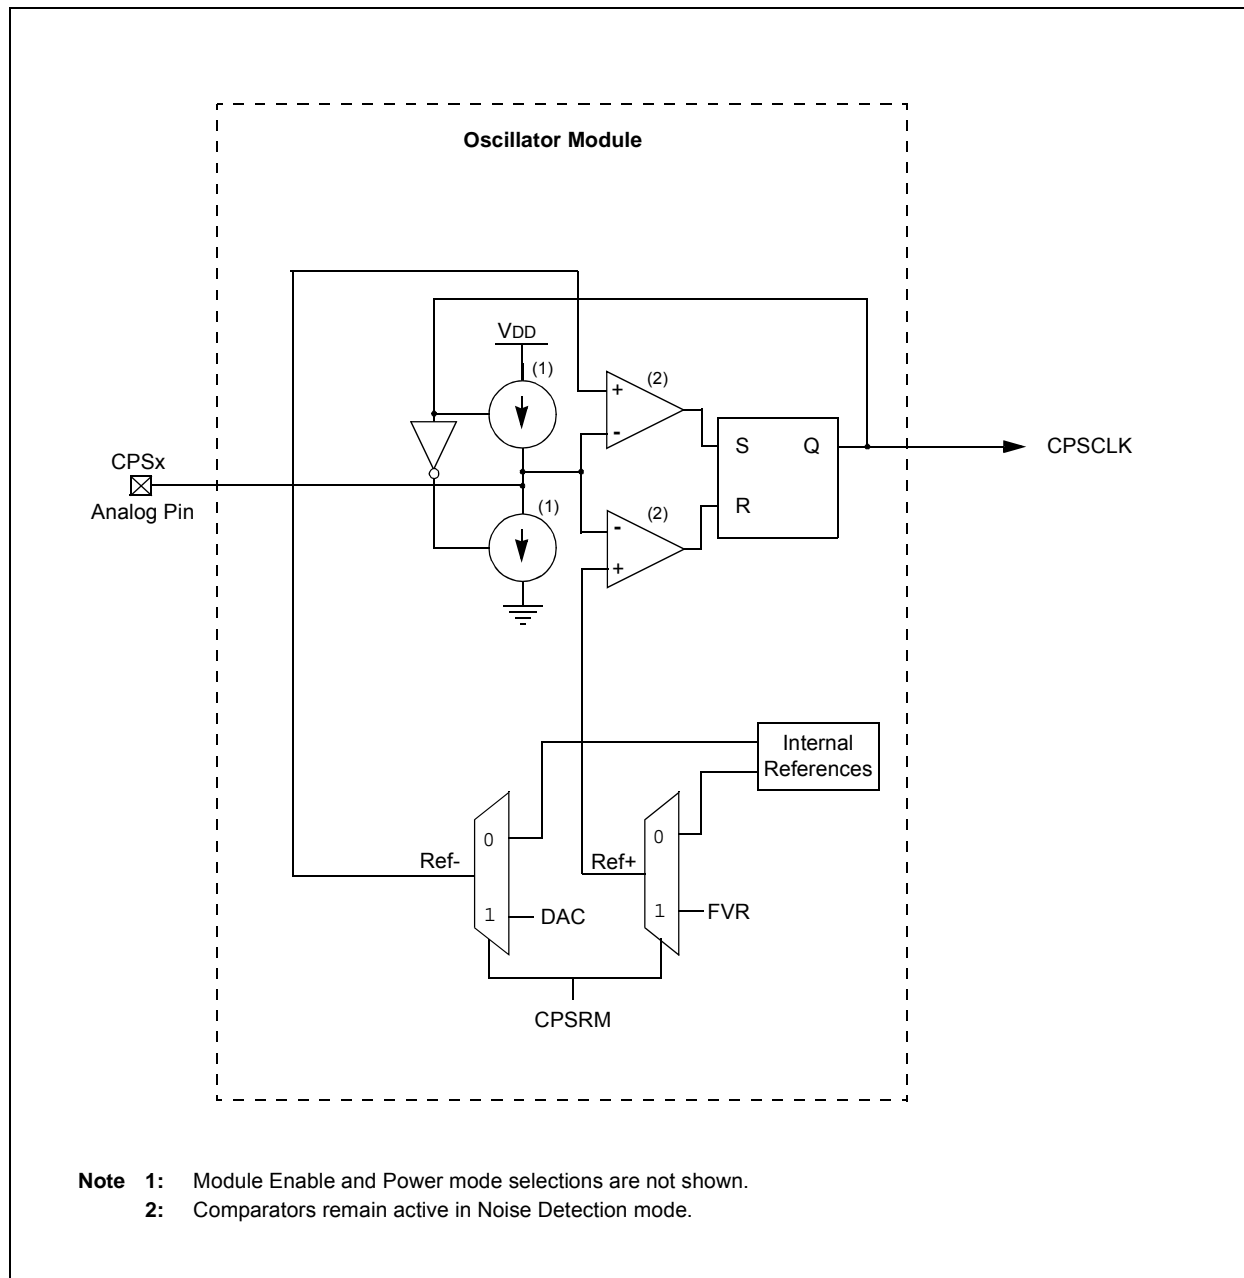 Oscillator Module
VDD
(1)
(2)
+
-
S Q
CPSCLK
CPSx
Analog Pin
R
(1)
(2)
-
+
Internal
References
0
Ref-
1
DAC
0
Ref+
1
FVR
CPSRM
Note 1: Module Enable and Power mode selections are not shown.
2: Comparators remain active in Noise Detection mode.